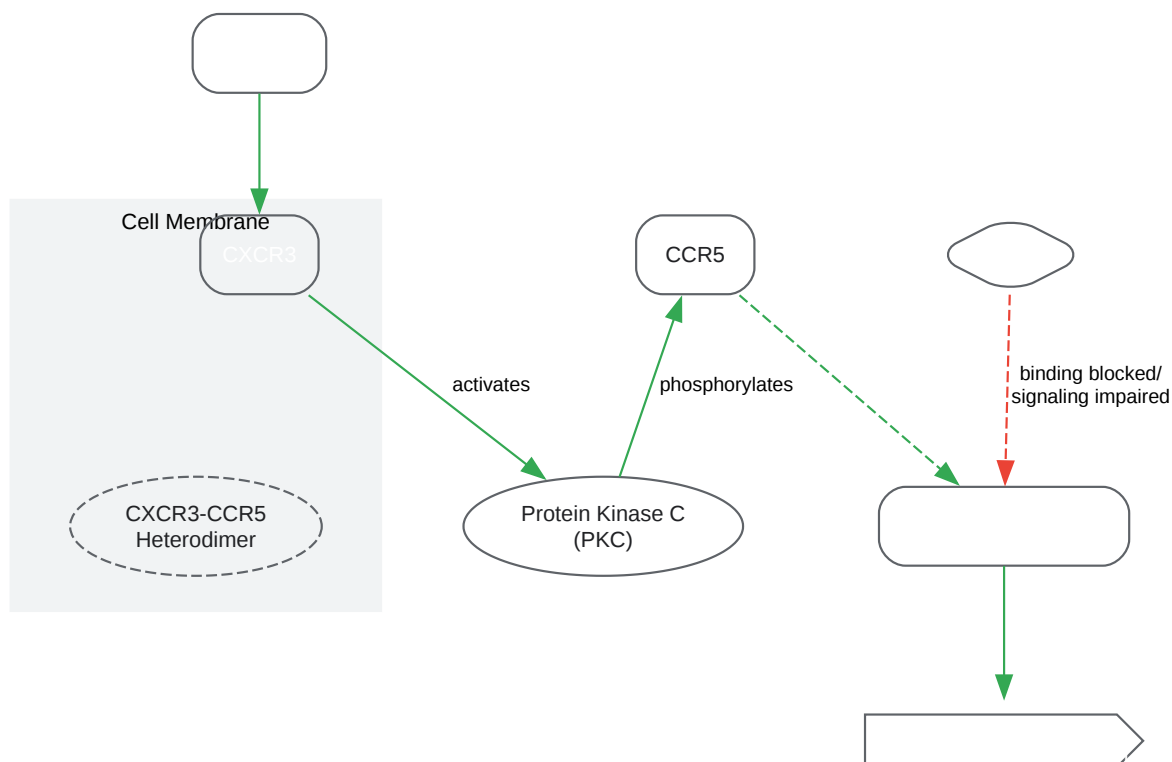 Cell Membrane
CXCR3
CCR5
activates
phosphorylates
binding blocked/
signaling impaired
CXCR3-CCR5
Heterodimer
Protein Kinase C
(PKC)